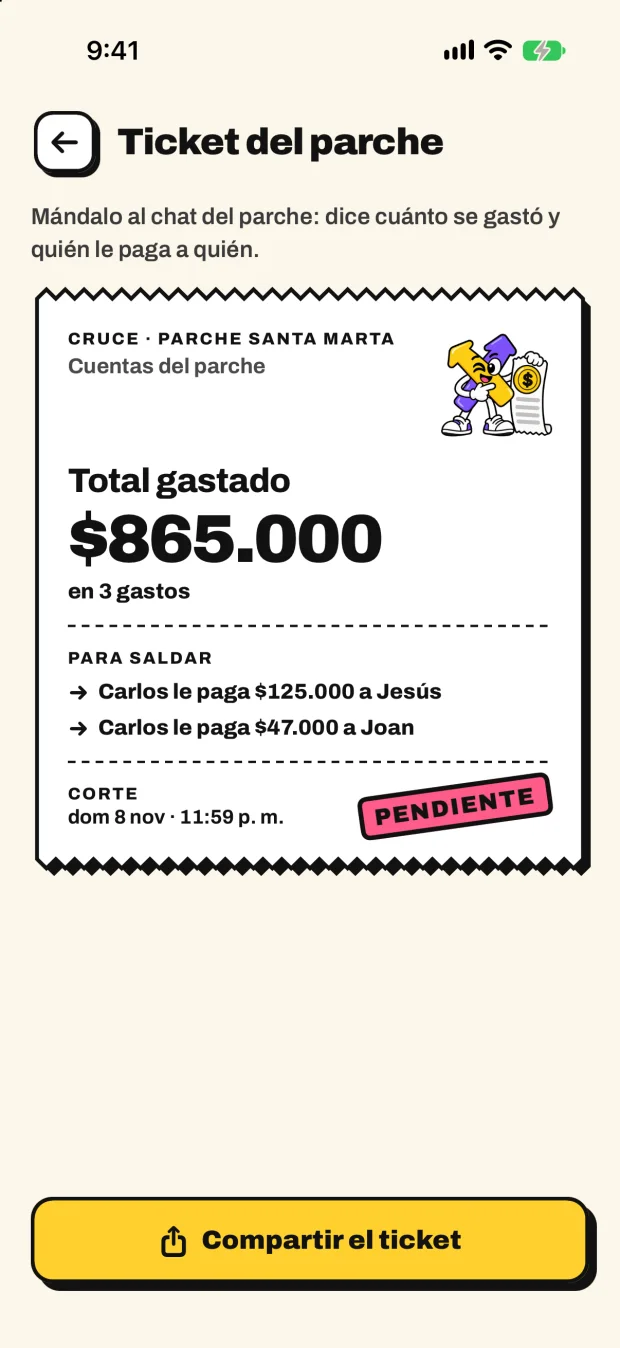 9:41
Ticket del parche
Mándalo al chat del parche: dice cuánto se gastó y
quién le paga a quién.
CRUCE · PARCHE SANTA MARTA
Cuentas del parche
$
Total gastado
$865.000
en 3 gastos
PARA SALDAR
→ Carlos le paga $125.000 a Jesús
→ Carlos le paga $47.000 a Joan
CORTE
dom 8 nov · 11:59 p. m.
PENDIENTE
Compartir el ticket